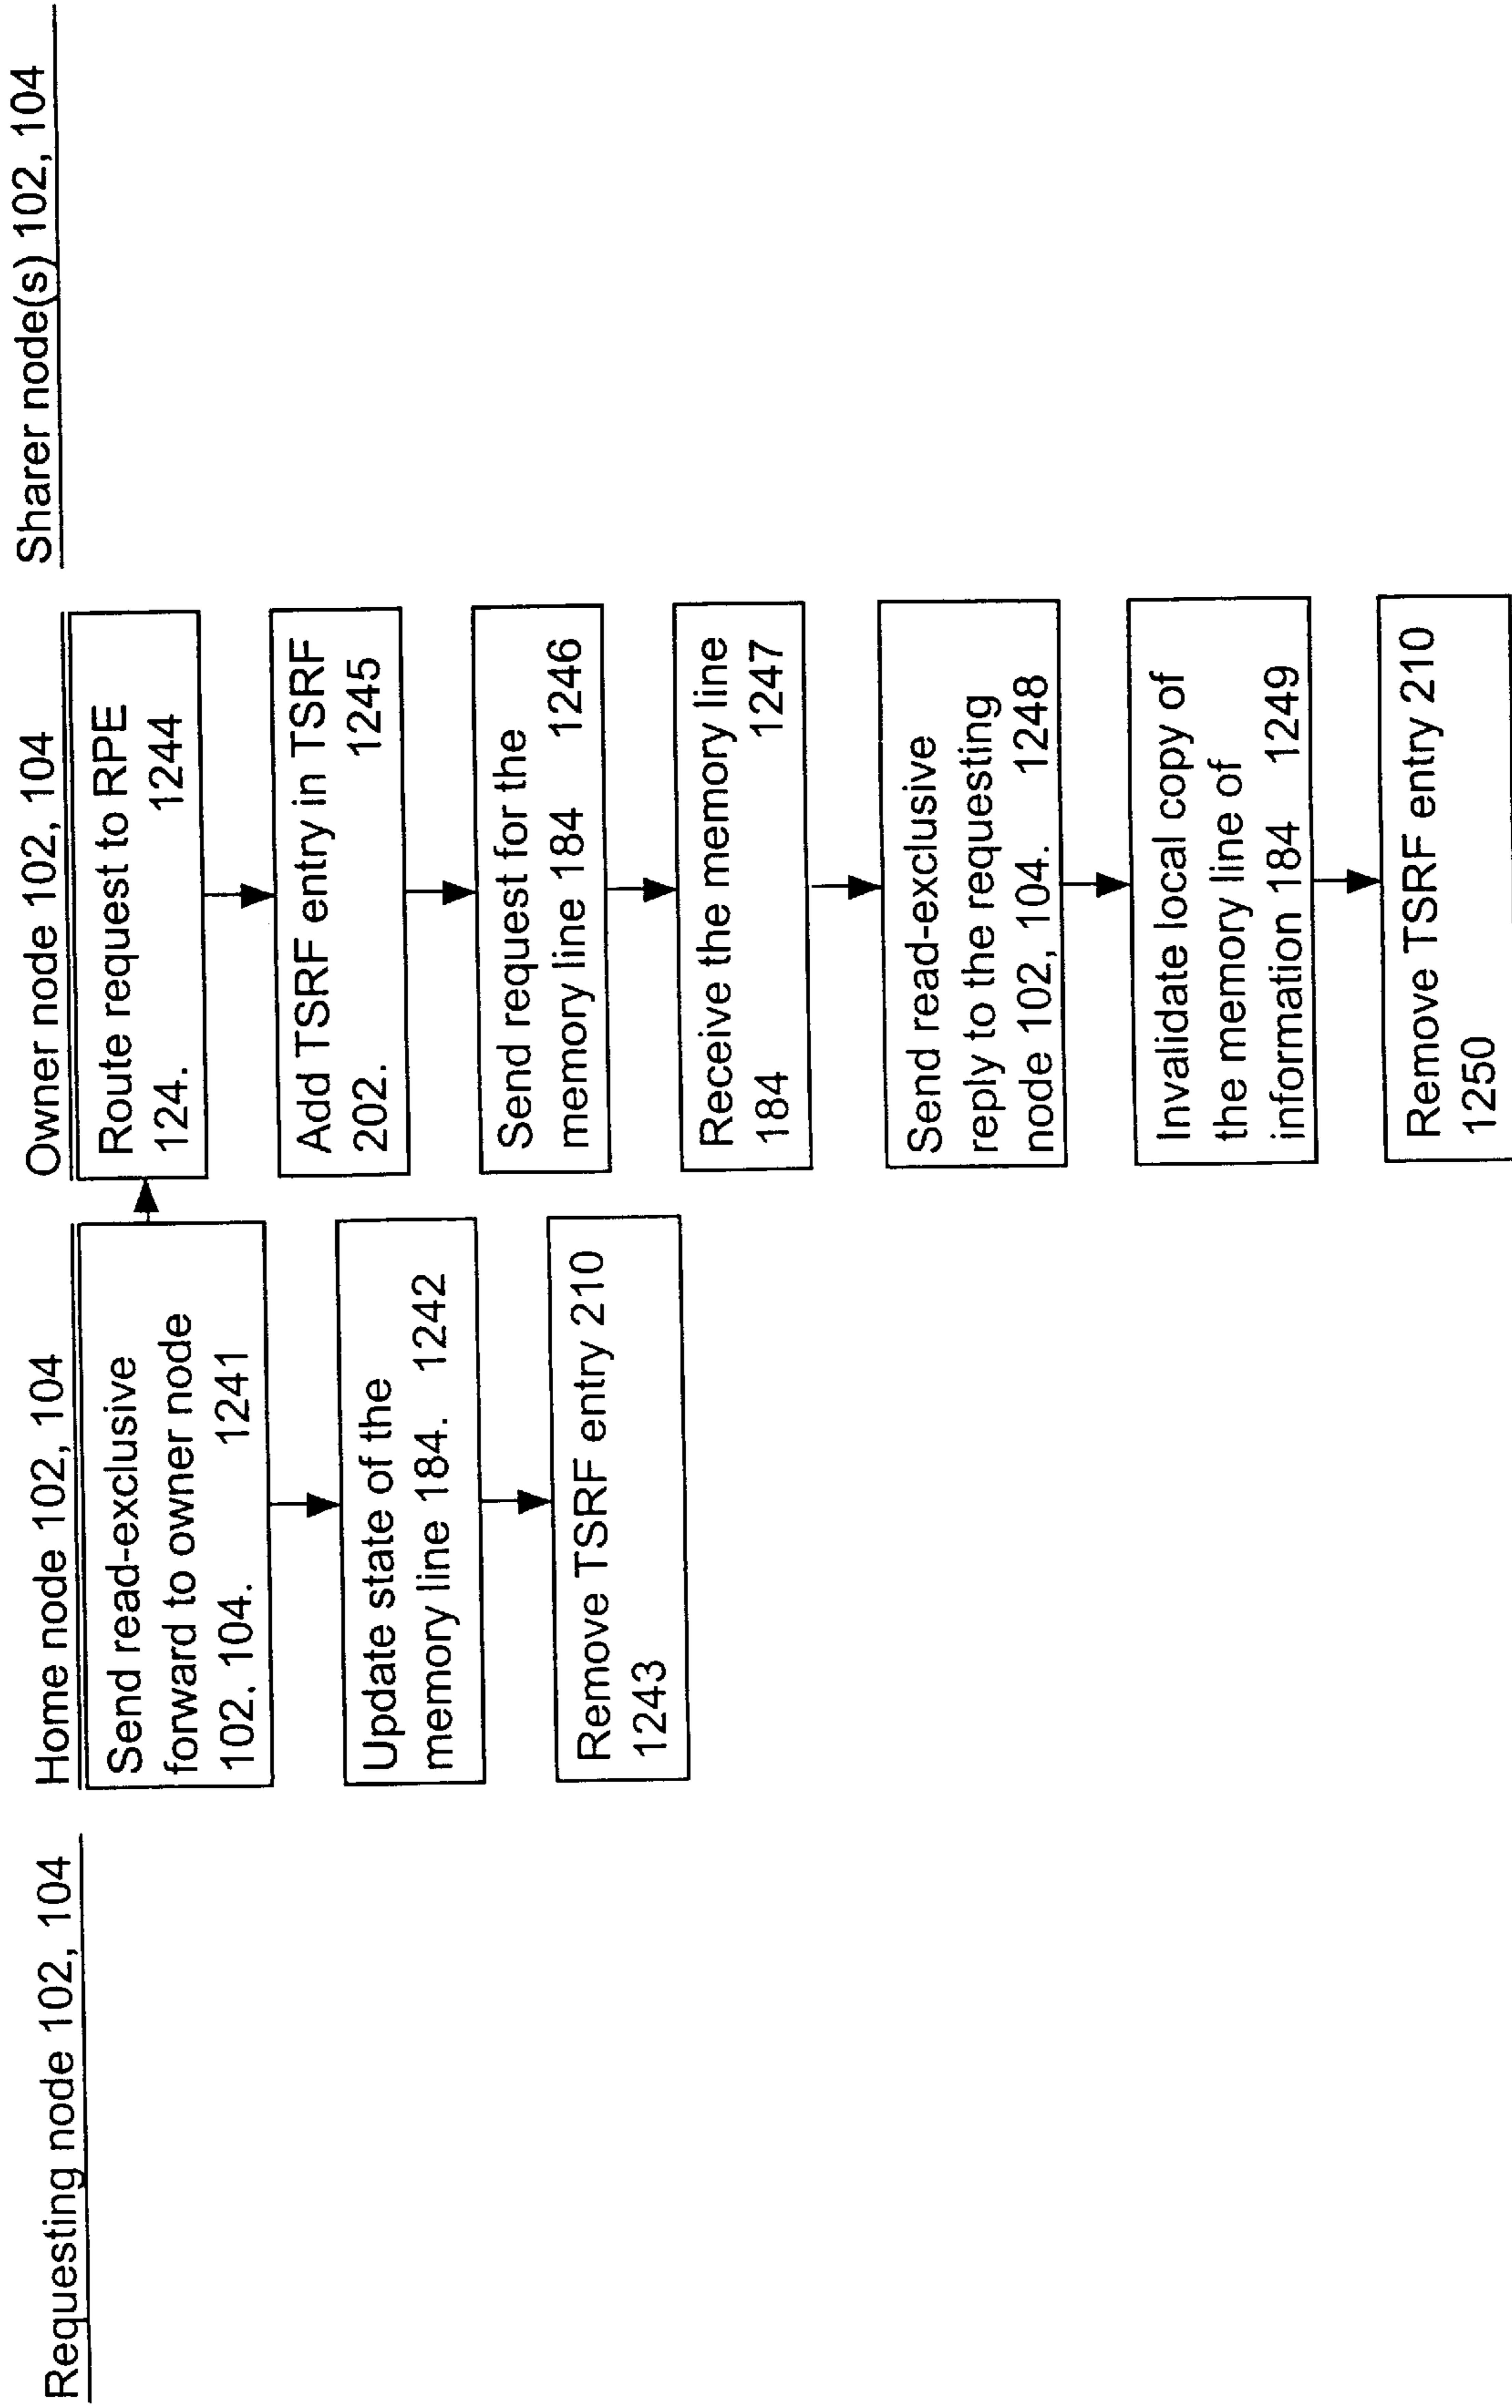 Requesting node 102, 104
Home node 102, 104
Owner node 102, 104
Sharer node(s) 102, 104
Send read-exclusive
forward to owner node
102. 104. 1241
Update state of the
memory line 184. 1242
Remove TSRF entry 210
1243
Route request to RPE
124. 1244
Add TSRF entry in TSRF
202. 1245
Send request for the
memory line 184 1246
Receive the memory line
184 1247
Send read-exclusive
reply to the requesting
node 102, 104. 1248
Invalidate local copy of
the memory line of
information 184 1249
Remove TSRF entry 210
1250